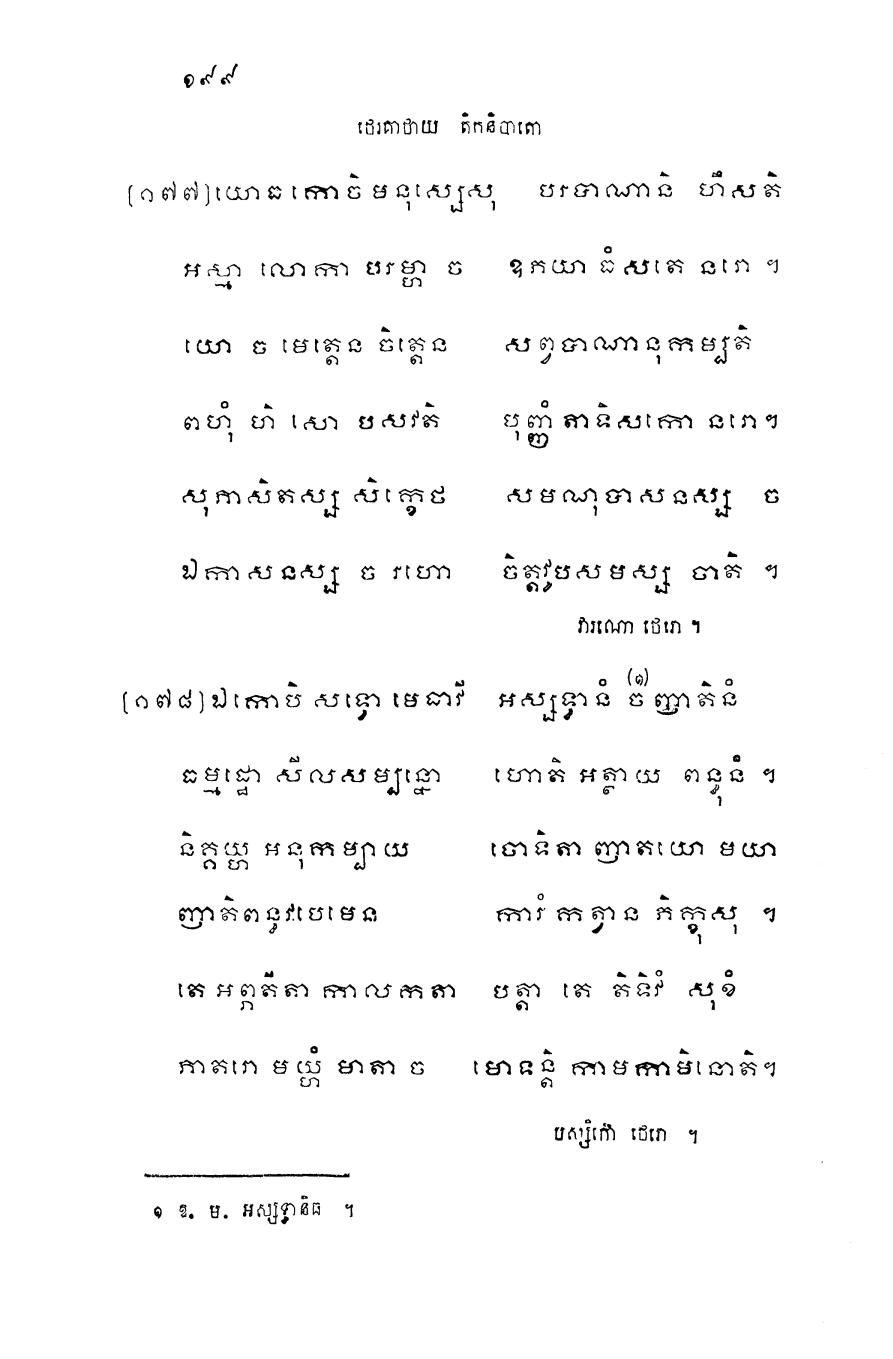 ១៩៩
ថេរគាថាយ តិកនិបាតោ
[១៧៧] យោធ កោចិ មនុស្សេសុ បរបាណានិ ហឹសតិ
អស្មា លោកា បរម្ហា ច ឧភយា ធំសតេ នរោ ។
យោ ច មេត្តេន ចិត្តេន សព្វបាណានុកម្បតិ
ពហុំ ហិ សោ បសវតិ បុញ្ញំ តាទិសកោ នរោ។
សុភាសិតស្ស សិក្ខេថ សមណុបាសនស្ស ច
ឯកាសនស្ស ច រហោ ចិត្តវូបសមស្ស ចាតិ ។
វារណោ ថេរោ ។
[១៧៨] ឯកោបិ សទ្ធោ មេធាវី អស្សទ្ធានំ (១) ច ញាតិនំ
ធម្មដ្ឋោ សីលសម្បន្នោ ហោតិ អត្ថាយ ពន្ធុនំ ។
និគ្គយ្ហ អនុកម្បាយ ចោទិតា ញាតយោ មយា
ញាតិពន្ធវបេមេន ការំ កត្វាន ភិក្ខុសុ ។
តេ អព្ភតីតា កាលកតា បត្តា តេ តិទិវំ សុខំ
ភាតរោ មយ្ហំ មាតា ច មោទន្តិ កាមកាមិនោតិ។
បស្សិកោ ថេរោ ។
១ ឱ. ម. អស្សទ្ធានិធ ។